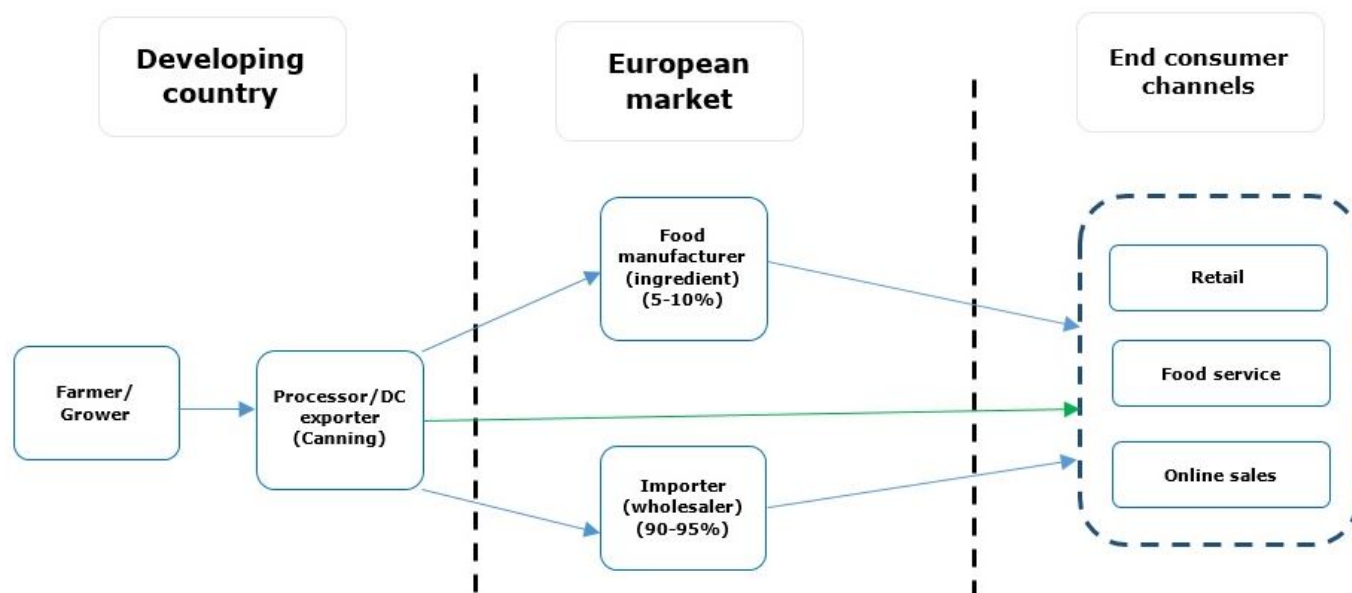 Developing
country
European
market
End consumer
channels
Farmer/
Grower
Processor/DC
exporter
(Canning)
Food
manufacturer
(ingredient)
(5-10%)
Importer
(wholesaler)
(90-95%)
Retail
Food service
Online sales